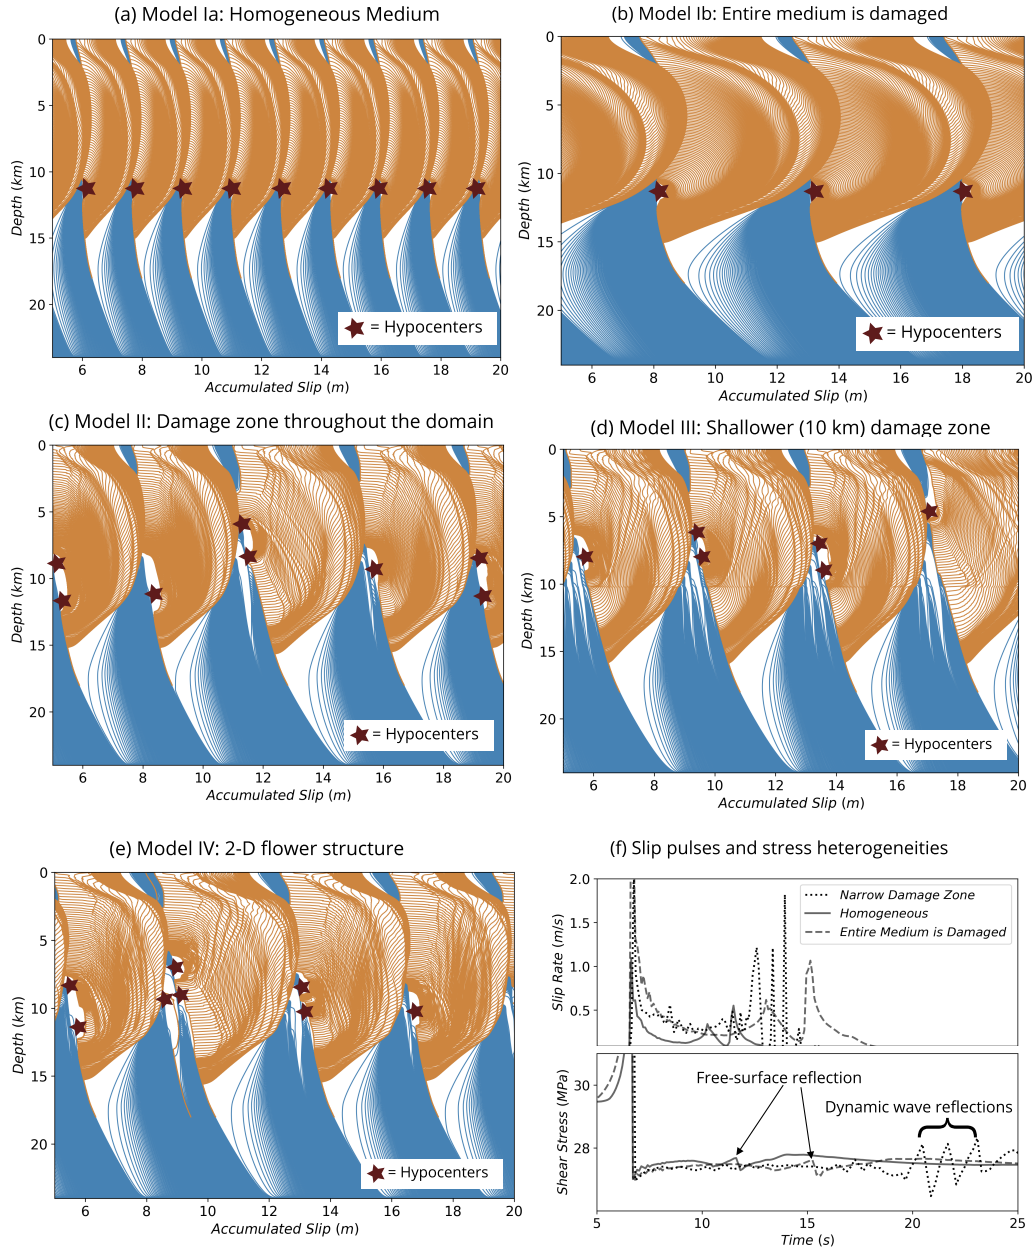 (a) Model Ia: Homogeneous Medium
0
5
10
15
20
Depth (km)
6 8 10 12 14 16 18 20
Accumulated Slip (m)
= Hypocenters
(b) Model Ib: Entire medium is damaged
0
5
10
15
20
Depth (km)
6 8 10 12 14 16 18 20
Accumulated Slip (m)
= Hypocenters
(c) Model II: Damage zone throughout the domain
0
5
10
15
20
Depth (km)
6 8 10 12 14 16 18 20
Accumulated Slip (m)
= Hypocenters
(d) Model III: Shallower (10 km) damage zone
0
5
10
15
20
Depth (km)
6 8 10 12 14 16 18 20
Accumulated Slip (m)
= Hypocenters
(e) Model IV: 2-D flower structure
0
5
10
15
20
Depth (km)
6 8 10 12 14 16 18 20
Accumulated Slip (m)
= Hypocenters
(f) Slip pulses and stress heterogeneities
2.0
1.0
0.5
Slip Rate (m/s)
Narrow Damage Zone
Homogeneous
Entire Medium is Damaged
30
28
Shear Stress (MPa)
Free-surface reflection
Dynamic wave reflections
5 10 15 20 25
Time (s)